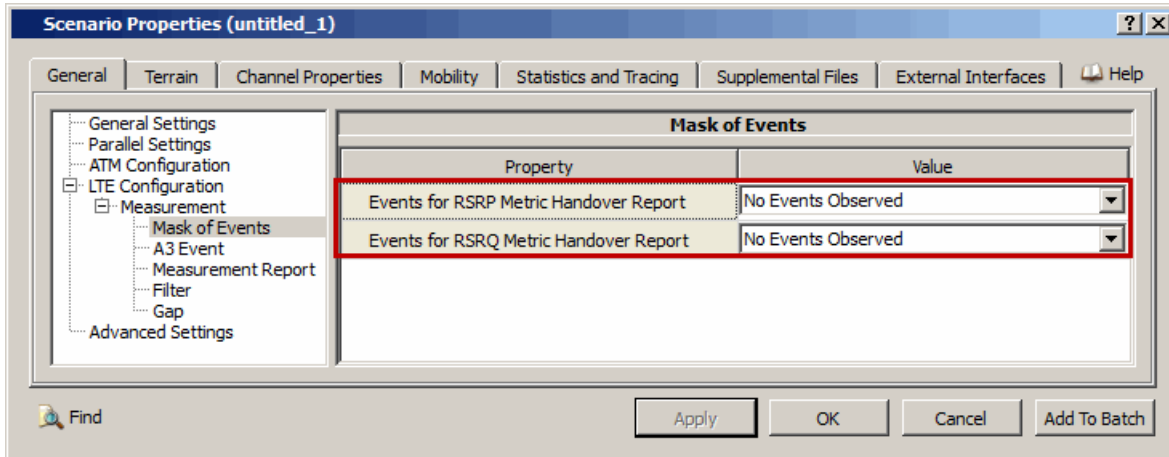 Scenario Properties (untitled_1)
General Terrain Channel Properties Mobility Statistics and Tracing Supplemental Files External Interfaces Help
General Settings
Parallel Settings
ATM Configuration
LTE Configuration
Measurement
Mask of Events
A3 Event
Measurement Report
Filter
Gap
Advanced Settings
Mask of Events
Property Value
Events for RSRP Metric Handover Report No Events Observed
Events for RSRQ Metric Handover Report No Events Observed
Find Apply OK Cancel Add To Batch